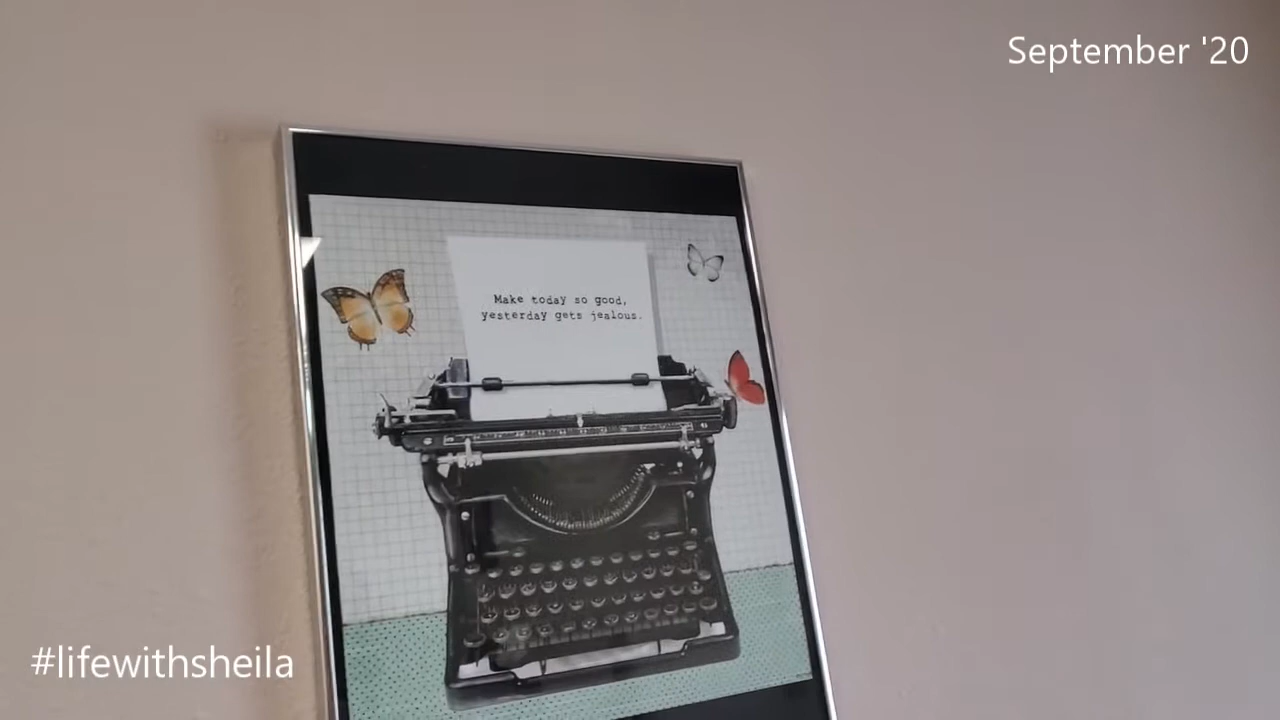 September '20
Make today so good,
yesterday gets jealous.
#lifewithsheila